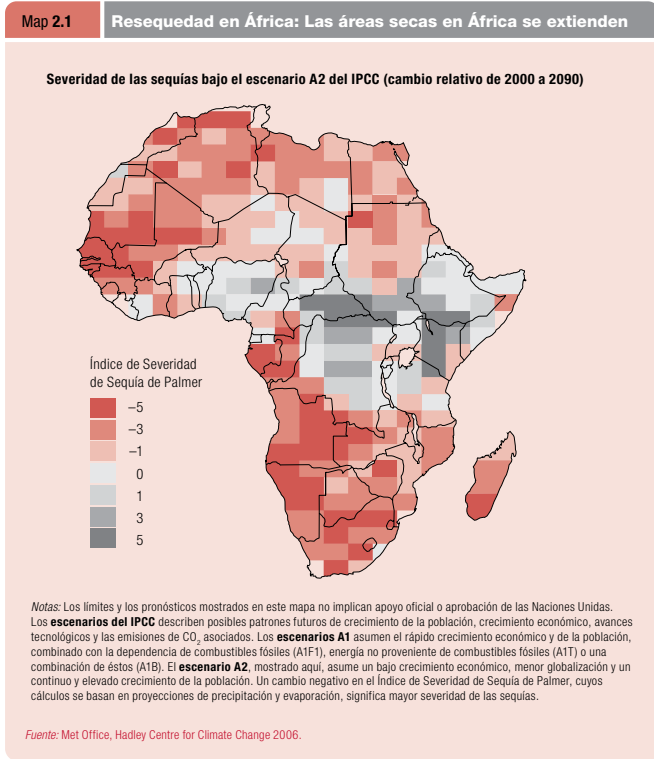 Map 2.1
Resequedad en África: Las áreas secas en África se extienden
Severidad de las sequías bajo el escenario A2 del IPCC (cambio relativo de 2000 a 2090)
Índice de Severidad
de Sequía de Palmer
–5
–3
–1
0
1
3
5
Notas: Los límites y los pronósticos mostrados en este mapa no implican apoyo oficial o aprobación de las Naciones Unidas.
Los escenarios del IPCC describen posibles patrones futuros de crecimiento de la población, crecimiento económico, avances
tecnológicos y las emisiones de CO₂ asociados. Los escenarios A1 asumen el rápido crecimiento económico y de la población,
combinado con la dependencia de combustibles fósiles (A1F1), energía no proveniente de combustibles fósiles (A1T) o una
combinación de éstos (A1B). El escenario A2, mostrado aquí, asume un bajo crecimiento económico, menor globalización y un
continuo y elevado crecimiento de la población. Un cambio negativo en el Índice de Severidad de Sequía de Palmer, cuyos
cálculos se basan en proyecciones de precipitación y evaporación, significa mayor severidad de las sequías.
Fuente: Met Office, Hadley Centre for Climate Change 2006.